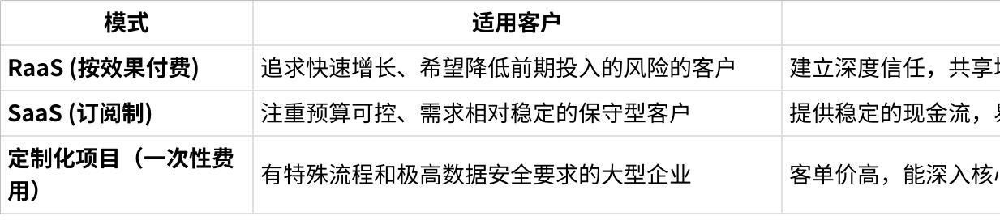 模式 适用客户
RaaS (按效果付费) 追求快速增长、希望降低前期投入的风险的客户 建立深度信任，共享
SaaS (订阅制) 注重预算可控、需求相对稳定的保守型客户 提供稳定的现金流，
定制化项目（一次性费
用） 有特殊流程和极高数据安全要求的大型企业 客单价高，能深入核